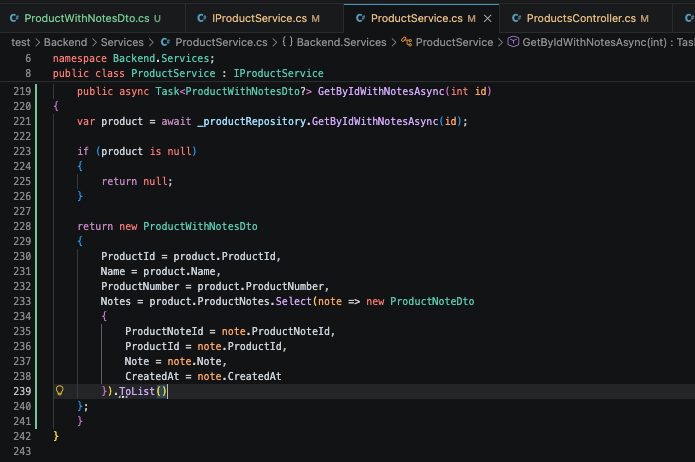 ProductWithNotesDto.cs U IProductService.cs M ProductService.cs M ProductsController.cs M
test > Backend > Services > ProductService.cs > {} Backend.Services > ProductService > GetByIdWithNotesAsync(int) : Tas
6 namespace Backend.Services;
8 public class ProductService : IProductService
219 public async Task<ProductWithNotesDto?> GetByIdWithNotesAsync(int id)
220 {
221 var product = await _productRepository.GetByIdWithNotesAsync(id);
222
223 if (product is null)
224 {
225 return null;
226 }
227
228 return new ProductWithNotesDto
229 {
230 ProductId = product.ProductId,
231 Name = product.Name,
232 ProductNumber = product.ProductNumber,
233 Notes = product.ProductNotes.Select(note => new ProductNoteDto
234 {
235 ProductNoteId = note.ProductNoteId,
236 ProductId = note.ProductId,
237 Note = note.Note,
238 CreatedAt = note.CreatedAt
239 }).ToList()
240 };
241 }
242 }
243